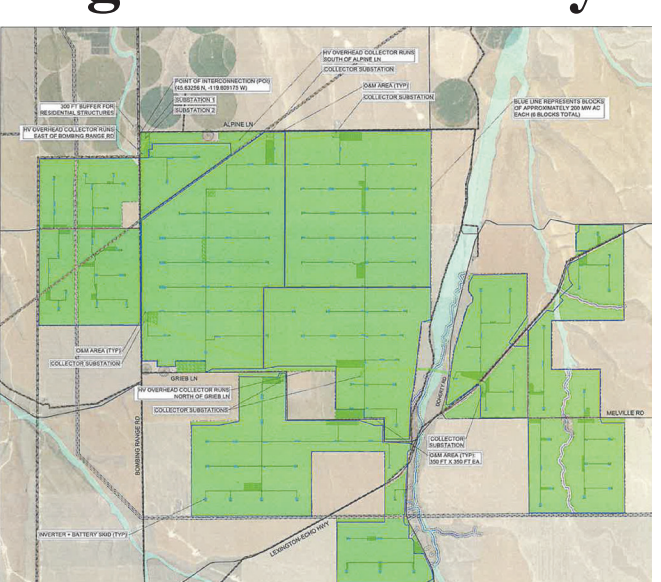 HV OVERHEAD COLLECTOR RUNS
SOUTH OF ALPINE LN
COLLECTOR SUBSTATION
POINT OF INTERCONNECTION (POI)
(45.63256 N, -119.609173 W)
SUBSTATION 1
SUBSTATION 2
O&M AREA (TYP)
COLLECTOR SUBSTATION
300 FT BUFFER FOR
RESIDENTIAL STRUCTURES
BLUE LINE REPRESENTS BLOCKS
OF APPROXIMATELY 200 MW AC
EACH (6 BLOCKS TOTAL)
HV OVERHEAD COLLECTOR RUNS
EAST OF BOMBING RANGE RD
ALPINE LN
O&M AREA (TYP)
COLLECTOR SUBSTATION
GRIEB LN
HV OVERHEAD COLLECTOR RUNS
NORTH OF GRIEB LN
COLLECTOR SUBSTATIONS
BOMBING RANGE RD
MELVILLE RD
COLLECTOR
SUBSTATION
O&M AREA (TYP)
350 FT X 350 FT EA.
INVERTER + BATTERY SKID (TYP)
LEXINGTON-ECHO HWY